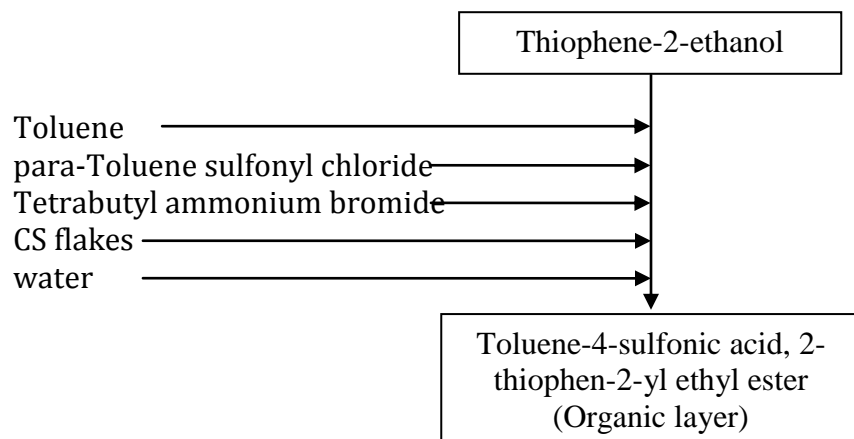 Thiophene-2-ethanol
Toluene
para-Toluene sulfonyl chloride
Tetrabutyl ammonium bromide
CS flakes
water
Toluene-4-sulfonic acid, 2-
thiophen-2-yl ethyl ester
(Organic layer)